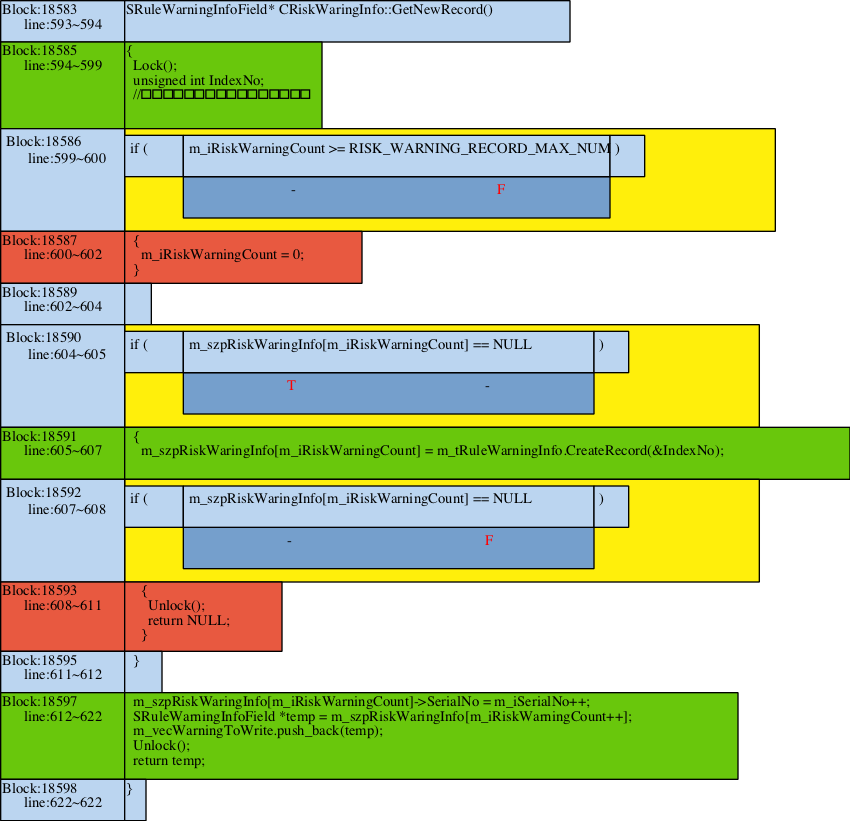 Block:18583
line:593~594
SRuleWarningInfoField* CRiskWaringInfo::GetNewRecord()
Block:18585
line:594~599
{
Lock();
unsigned int IndexNo;
//□□□□□□□□□□□□□□□□
Block:18586
line:599~600
if (
m_iRiskWarningCount >= RISK_WARNING_RECORD_MAX_NUM
)
-
F
Block:18587
line:600~602
{
m_iRiskWarningCount = 0;
}
Block:18589
line:602~604
Block:18590
line:604~605
if (
m_szpRiskWaringInfo[m_iRiskWarningCount] == NULL
)
T
-
Block:18591
line:605~607
{
m_szpRiskWaringInfo[m_iRiskWarningCount] = m_tRuleWarningInfo.CreateRecord(&IndexNo);
Block:18592
line:607~608
if (
m_szpRiskWaringInfo[m_iRiskWarningCount] == NULL
)
-
F
Block:18593
line:608~611
{
Unlock();
return NULL;
}
Block:18595
line:611~612
}
Block:18597
line:612~622
m_szpRiskWaringInfo[m_iRiskWarningCount]->SerialNo = m_iSerialNo++;
SRuleWarningInfoField *temp = m_szpRiskWaringInfo[m_iRiskWarningCount++];
m_vecWarningToWrite.push_back(temp);
Unlock();
return temp;
Block:18598
line:622~622
}